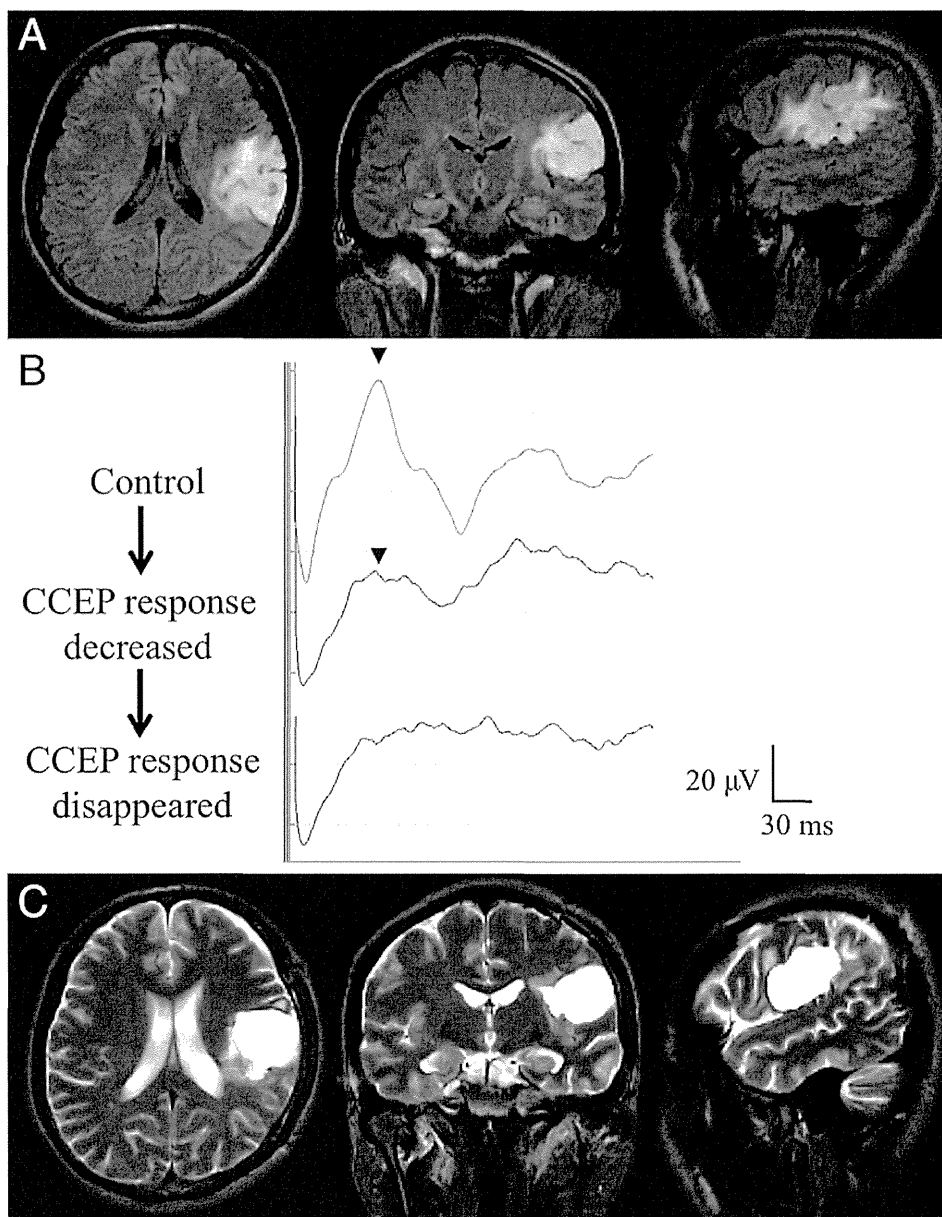 A
B
Control
CCEP response
decreased
CCEP response
disappeared
20 μV
30 ms
C